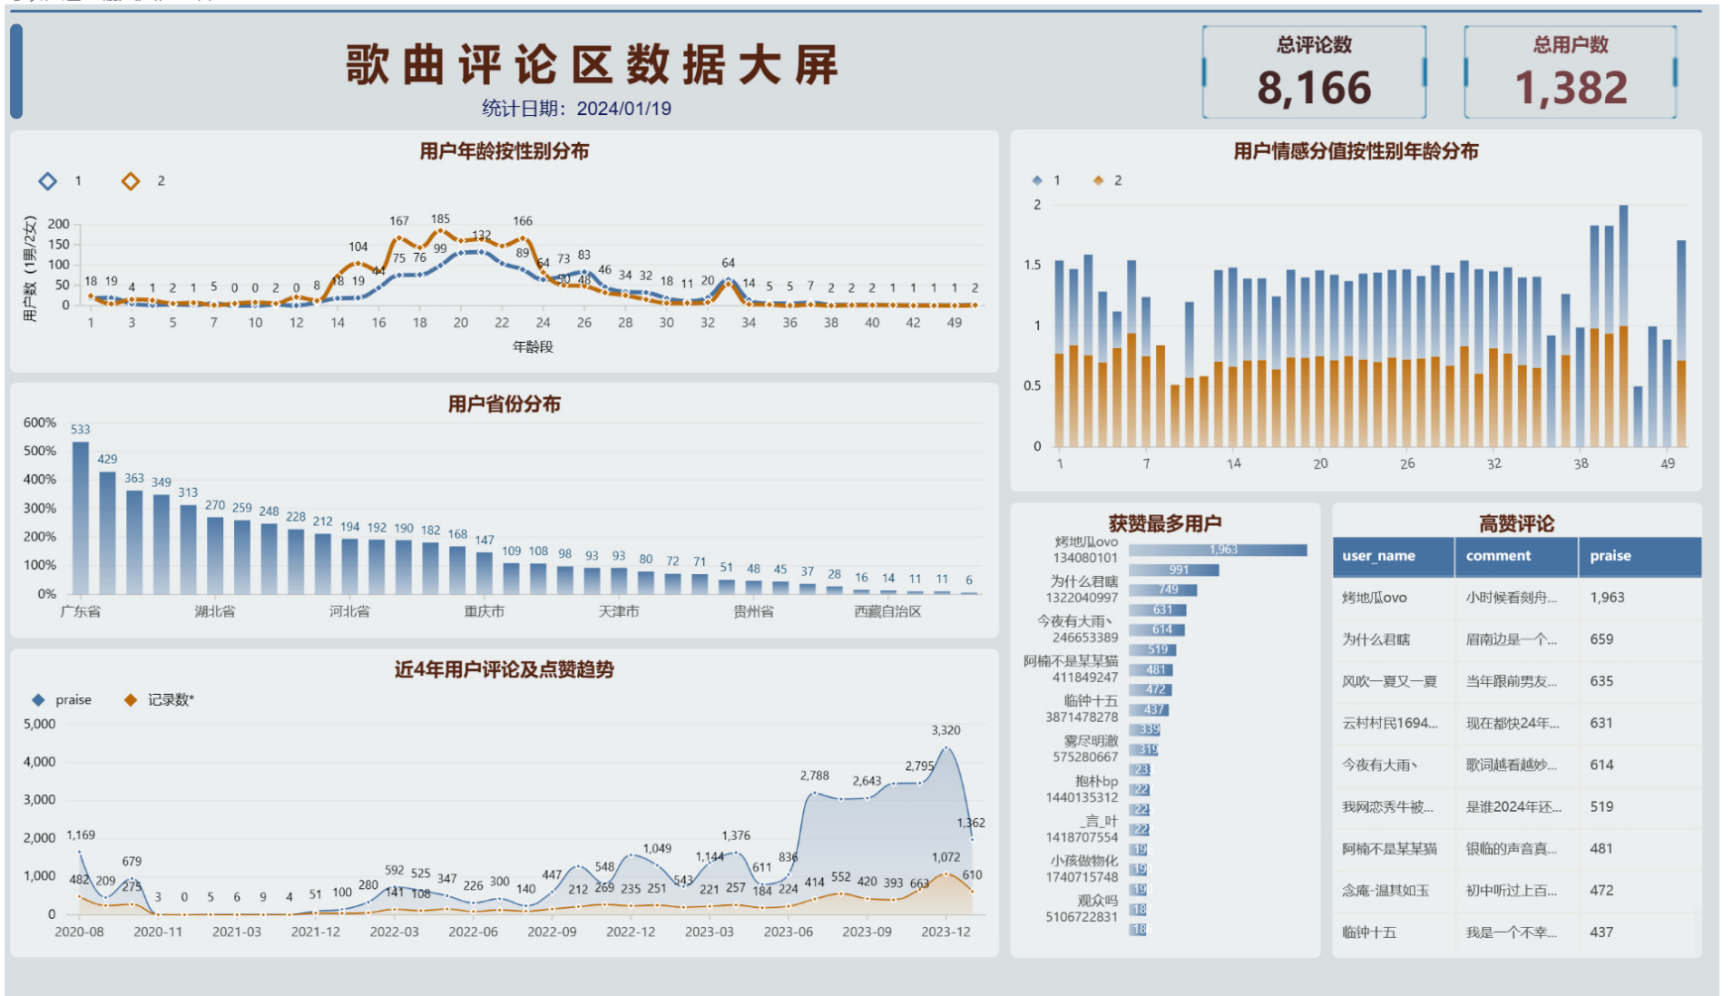 歌曲评论区数据大屏
统计日期：2024/01/19
总评论数
8,166
总用户数
1,382
用户年龄按性别分布
1 2
用户数（1男/2女）
200
150
100
50
0
167 185 166
104 132
99 89
75 76 64 73 83 64
18 19 4 1 2 1 5 0 0 2 0 8 18 19 44 50 48 46 34 32 18 11 20 14 5 5 7 2 2 2 1 1 1 2
1 3 5 7 10 12 14 16 18 20 22 24 26 28 30 32 34 36 38 40 42 49
年龄段
用户情感分值按性别年龄分布
1 2
2
1.5
1
0.5
0
1 7 14 20 26 32 38 49
用户省份分布
600%
500%
400%
300%
200%
100%
0%
533 429 363 349 313 270 259 248 228 212 194 192 190 182 168 147 109 108 98 93 93 80 72 71 51 48 45 37 28 16 14 11 11 6
广东省 湖北省 河北省 重庆市 天津市 贵州省 西藏自治区
近4年用户评论及点赞趋势
praise 记录数*
5,000
4,000
3,000
2,000
1,000
0
1,169 209 679 3 0 5 6 9 4 51 100 280 592 525 347 226 300 140 447 548 1,049 543 1,144 1,376 611 836 2,788 2,643 2,795 3,320 1,362
482 275 141 108 212 269 235 251 221 257 184 224 414 552 420 393 663 1,072 610
2020-08 2020-11 2021-03 2021-12 2022-03 2022-06 2022-09 2022-12 2023-03 2023-06 2023-09 2023-12
获赞最多用户
烤地瓜ovo
134080101
为什么君瞎
1322040997
今夜有大雨丶
246653389
阿楠不是某某猫
411849247
临钟十五
3871478278
雾尽明澈
575280667
抱朴bp
1440135312
_言_叶
1418707554
小孩做物化
1740715748
观众吗
5106722831
1,963
991
749
631
614
519
481
472
437
339
319
高赞评论
user_name comment praise
烤地瓜ovo 小时候看刻舟... 1,963
为什么君瞎 眉南边是一个... 659
风吹一夏又一夏 当年跟前男友... 635
云村村民1694... 现在都快24年... 631
今夜有大雨丶 歌词越看越妙... 614
我网恋秀牛被... 是谁2024年还... 519
阿楠不是某某猫 银临的声音真... 481
念庵-温其如玉 初中听过上百... 472
临钟十五 我是一个不幸... 437